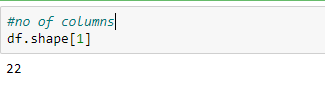 #no of columns
df.shape[1]
22